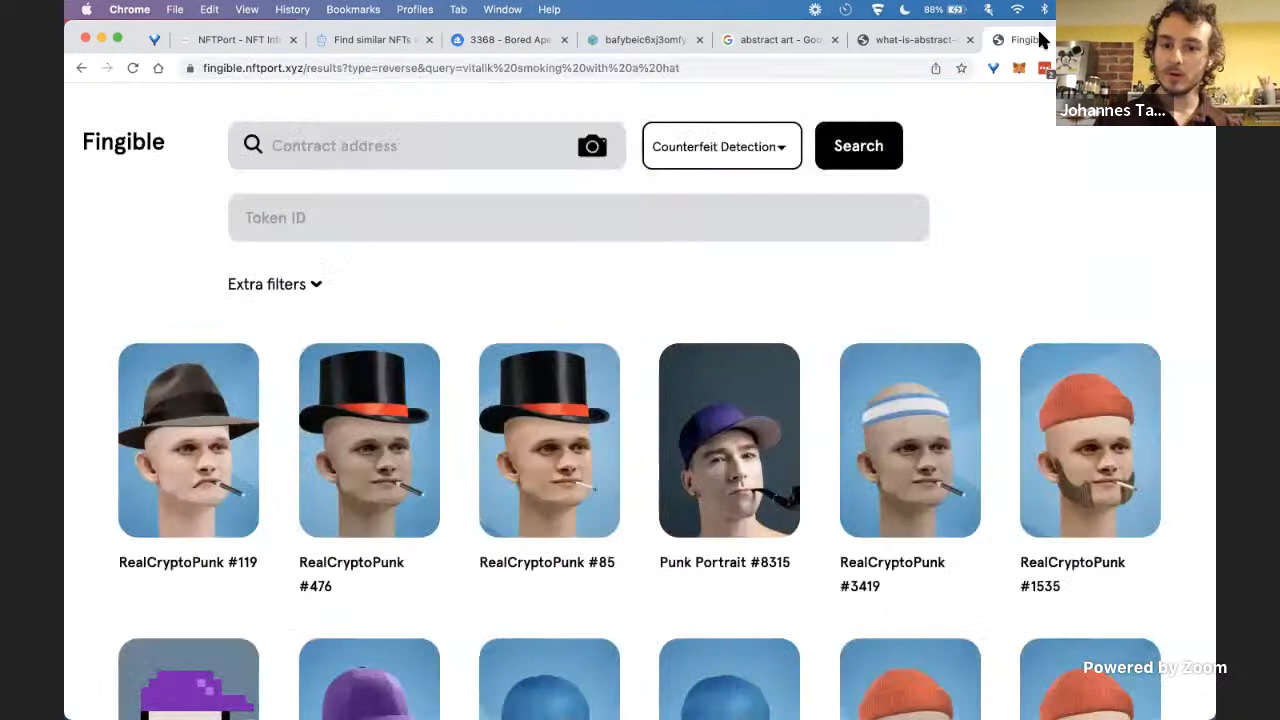 Chrome File Edit View History Bookmarks Profiles Tab Window Help 88%
NFTPort - NFT Infr Find similar NFTs 3368 - Bored Ape bafybeic6xj3omfy abstract art - Goo what-is-abstract- Fingib
fingible.nftport.xyz/results?type=reverse&query=vitalik%20smoking%20with%20a%20hat
Johannes Ta...
Fingible
Contract address
Counterfeit Detection
Search
Token ID
Extra filters
RealCryptoPunk #119
RealCryptoPunk
#476
RealCryptoPunk #85
Punk Portrait #8315
RealCryptoPunk
#3419
RealCryptoPunk
#1535
Powered by Zoom